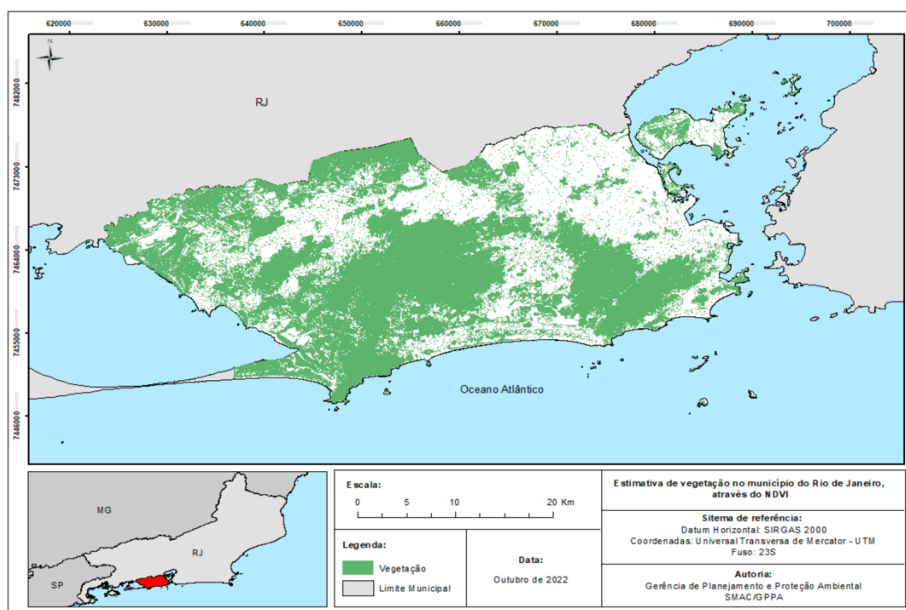 620000 630000 640000 650000 660000 670000 680000 690000 700000
N
7482000
RJ
7473000
7464000
7455000
Oceano Atlântico
7446000
MG
RJ
SP
Escala:
0 5 10 20 Km
Legenda:
Vegetação
Limite Municipal
Data:
Outubro de 2022
Estimativa de vegetação no município do Rio de Janeiro,
através do NDVI
Sitema de referência:
Datum Horizontal: SIRGAS 2000
Coordenadas: Universal Transversa de Mercator - UTM
Fuso: 23S
Autoria:
Gerência de Planejamento e Proteção Ambiental
SMAC/GPPA